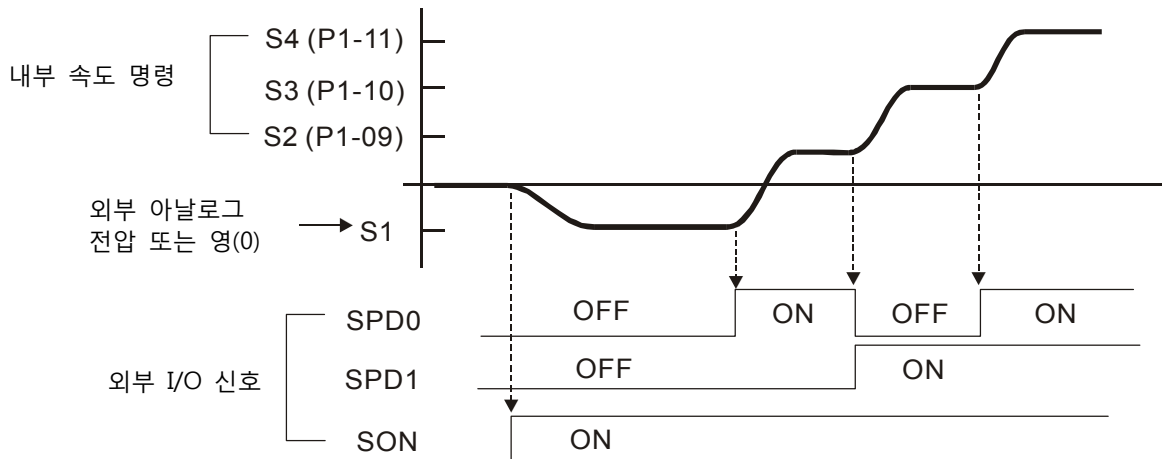 S4 (P1-11)
내부 속도 명령
S3 (P1-10)
S2 (P1-09)
외부 아날로그
전압 또는 영(0)
S1
SPD0
OFF
ON
OFF
ON
외부 I/O 신호
SPD1
OFF
ON
SON
ON